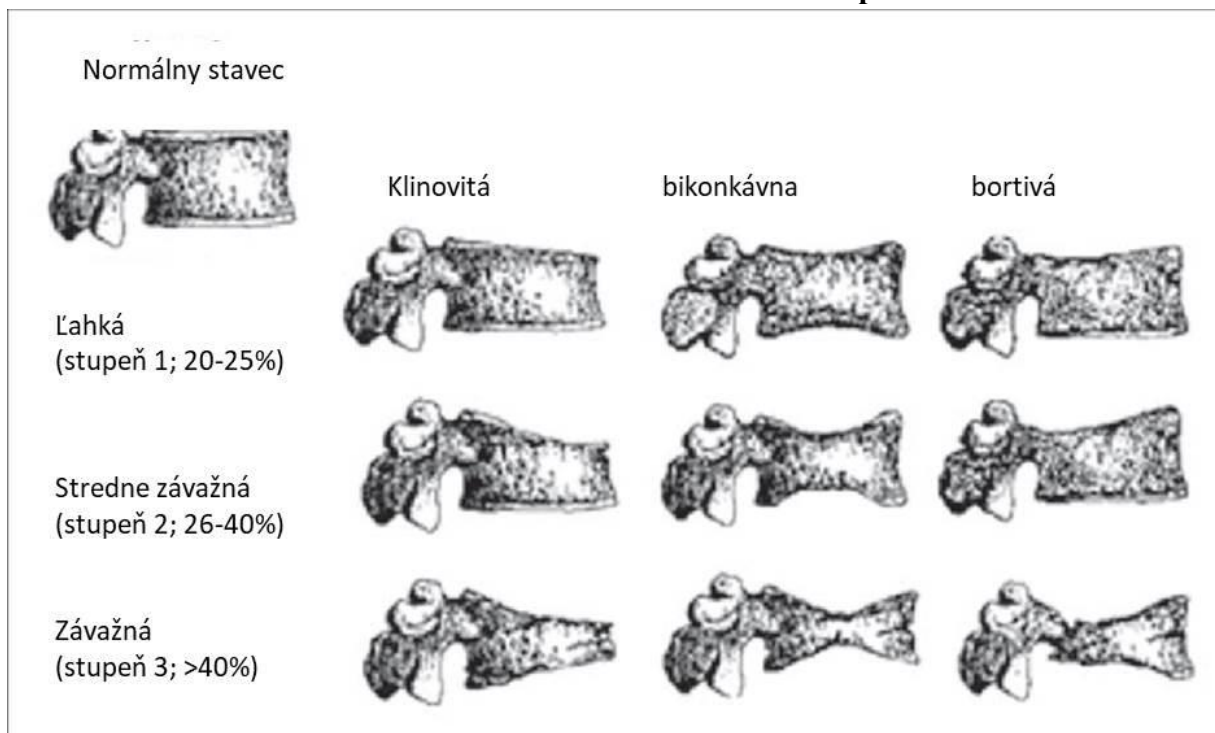 Normálny stavec
Klinovitá
bikonkávna
bortivá
Ľahká
(stupeň 1; 20-25%)
Stredne závažná
(stupeň 2; 26-40%)
Závažná
(stupeň 3; >40%)